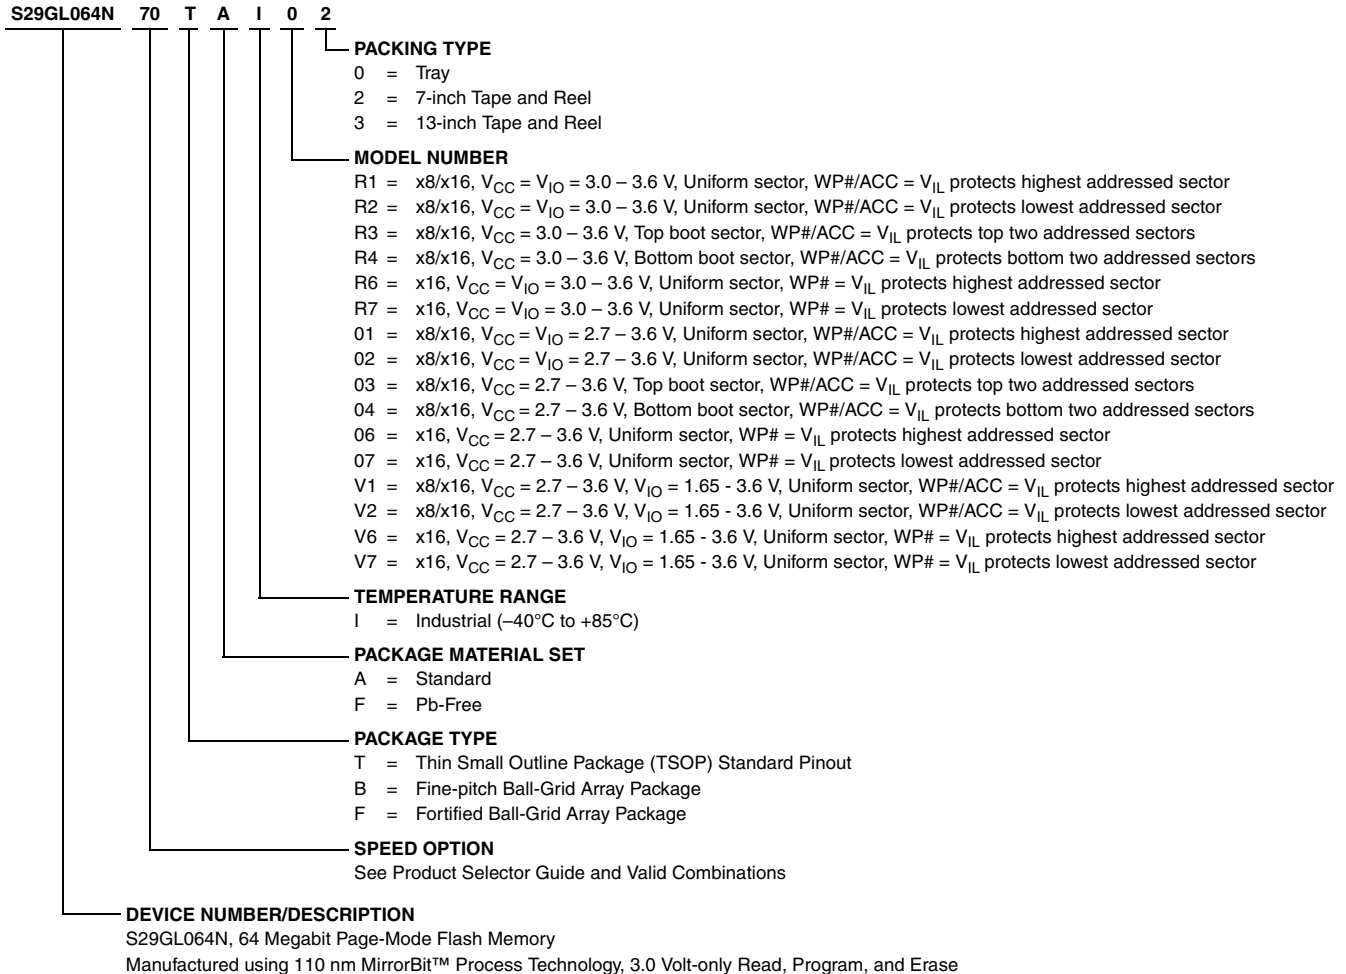 S29GL064N 70 T A I 0 2
PACKING TYPE
0 = Tray
2 = 7-inch Tape and Reel
3 = 13-inch Tape and Reel
MODEL NUMBER
R1 = x8/x16, VCC = VIO = 3.0 – 3.6 V, Uniform sector, WP#/ACC = VIL protects highest addressed sector
R2 = x8/x16, VCC = VIO = 3.0 – 3.6 V, Uniform sector, WP#/ACC = VIL protects lowest addressed sector
R3 = x8/x16, VCC = 3.0 – 3.6 V, Top boot sector, WP#/ACC = VIL protects top two addressed sectors
R4 = x8/x16, VCC = 3.0 – 3.6 V, Bottom boot sector, WP#/ACC = VIL protects bottom two addressed sectors
R6 = x16, VCC = VIO = 3.0 – 3.6 V, Uniform sector, WP# = VIL protects highest addressed sector
R7 = x16, VCC = VIO = 3.0 – 3.6 V, Uniform sector, WP# = VIL protects lowest addressed sector
01 = x8/x16, VCC = VIO = 2.7 – 3.6 V, Uniform sector, WP#/ACC = VIL protects highest addressed sector
02 = x8/x16, VCC = VIO = 2.7 – 3.6 V, Uniform sector, WP#/ACC = VIL protects lowest addressed sector
03 = x8/x16, VCC = 2.7 – 3.6 V, Top boot sector, WP#/ACC = VIL protects top two addressed sectors
04 = x8/x16, VCC = 2.7 – 3.6 V, Bottom boot sector, WP#/ACC = VIL protects bottom two addressed sectors
06 = x16, VCC = 2.7 – 3.6 V, Uniform sector, WP# = VIL protects highest addressed sector
07 = x16, VCC = 2.7 – 3.6 V, Uniform sector, WP# = VIL protects lowest addressed sector
V1 = x8/x16, VCC = 2.7 – 3.6 V, VIO = 1.65 - 3.6 V, Uniform sector, WP#/ACC = VIL protects highest addressed sector
V2 = x8/x16, VCC = 2.7 – 3.6 V, VIO = 1.65 - 3.6 V, Uniform sector, WP#/ACC = VIL protects lowest addressed sector
V6 = x16, VCC = 2.7 – 3.6 V, VIO = 1.65 - 3.6 V, Uniform sector, WP# = VIL protects highest addressed sector
V7 = x16, VCC = 2.7 – 3.6 V, VIO = 1.65 - 3.6 V, Uniform sector, WP# = VIL protects lowest addressed sector
TEMPERATURE RANGE
I = Industrial (–40°C to +85°C)
PACKAGE MATERIAL SET
A = Standard
F = Pb-Free
PACKAGE TYPE
T = Thin Small Outline Package (TSOP) Standard Pinout
B = Fine-pitch Ball-Grid Array Package
F = Fortified Ball-Grid Array Package
SPEED OPTION
See Product Selector Guide and Valid Combinations
DEVICE NUMBER/DESCRIPTION
S29GL064N, 64 Megabit Page-Mode Flash Memory
Manufactured using 110 nm MirrorBit™ Process Technology, 3.0 Volt-only Read, Program, and Erase